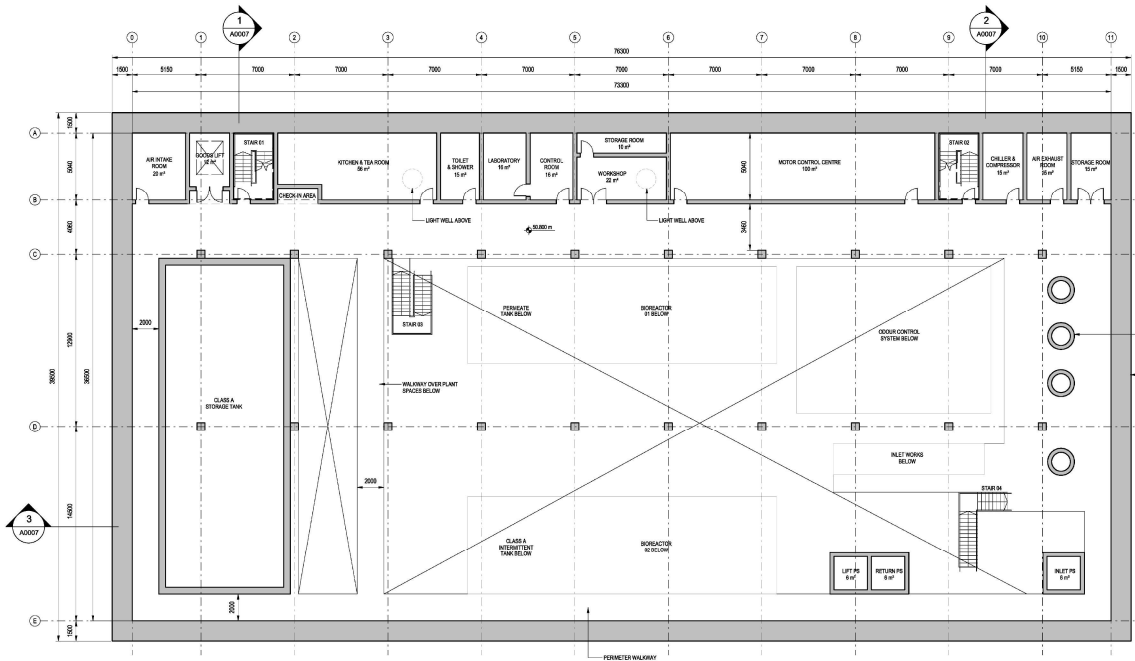 1
A0007
2
A0007
0
1
2
3
4
5
6
7
8
9
10
11
76300
1500
5150
7000
7000
7000
7000
7000
7000
7000
7000
7000
5150
1500
73300
A
B
C
D
E
1500
5040
4060
12900
14500
1500
39500
36500
AIR INTAKE
ROOM
20 m²
GOODS LIFT
12 m²
STAIR 01
CHECK-IN AREA
KITCHEN & TEA ROOM
56 m²
TOILET
& SHOWER
15 m²
LABORATORY
16 m²
CONTROL
ROOM
16 m²
STORAGE ROOM
10 m²
WORKSHOP
22 m²
MOTOR CONTROL CENTRE
100 m²
5040
STAIR 02
CHILLER &
COMPRESSOR
15 m²
AIR EXHAUST
ROOM
STORAGE ROOM
15 m²
LIGHT WELL ABOVE
LIGHT WELL ABOVE
50.800 m
3460
2000
STAIR 03
PERMEATE
TANK BELOW
BIOREACTOR
01 BELOW
ODOUR CONTROL
SYSTEM BELOW
WALKWAY OVER PLANT
SPACES BELOW
CLASS A
STORAGE TANK
INLET WORKS
BELOW
2000
STAIR 04
3
A0007
CLASS A
INTERMITTENT
TANK BELOW
BIOREACTOR
02 BELOW
LIFT PS
6 m²
RETURN PS
6 m²
INLET PS
6 m²
2000
PERIMETER WALKWAY